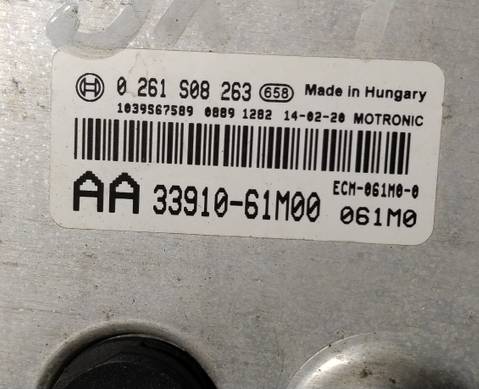 0 261 S08 263 658 Made in Hungary
1039S67589 0889 1282 14-02-20 MOTRONIC
ECM-061M0-0
AA 33910-61M00 061M0